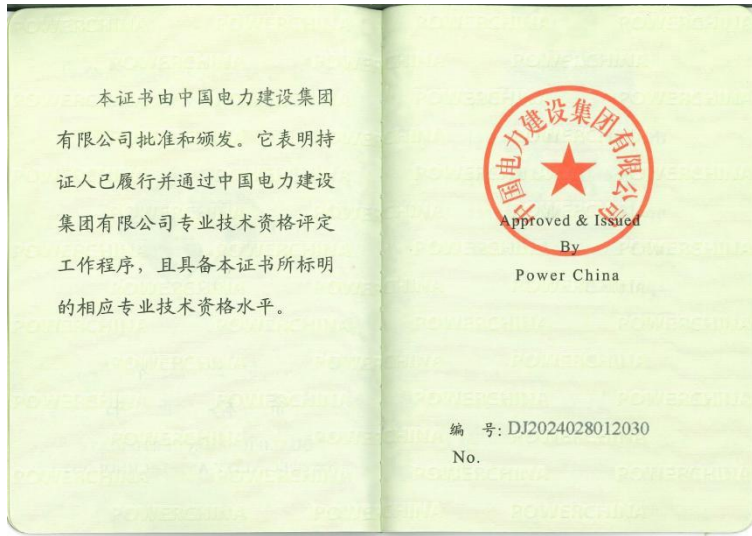 本证书由中国电力建设集团
有限公司批准和颁发。它表明持
证人已履行并通过中国电力建设
集团有限公司专业技术资格评定
工作程序，且具备本证书所标明
的相应专业技术资格水平。
中国电力建设集团有限公司
Approved & Issued
By
Power China
编 号: DJ2024028012030
No.